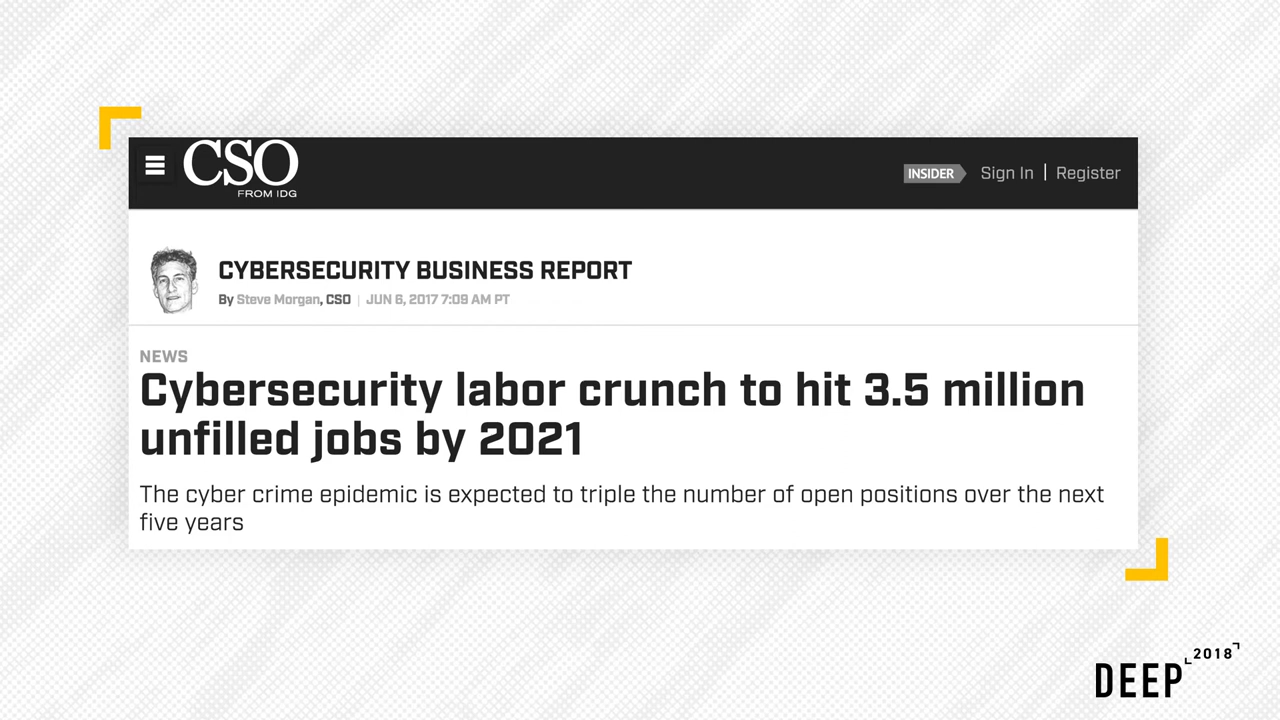 CSO
FROM IDG
INSIDER Sign In | Register
CYBERSECURITY BUSINESS REPORT
By Steve Morgan, CSO | JUN 6, 2017 7:09 AM PT
NEWS
Cybersecurity labor crunch to hit 3.5 million
unfilled jobs by 2021
The cyber crime epidemic is expected to triple the number of open positions over the next
five years
DEEP 2018